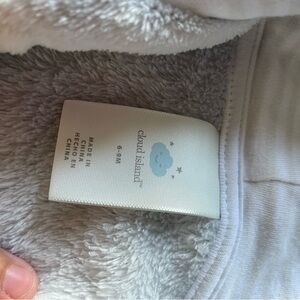 cloud island™
6-9M
MADE IN
CHINA
HECHO EN
CHINA